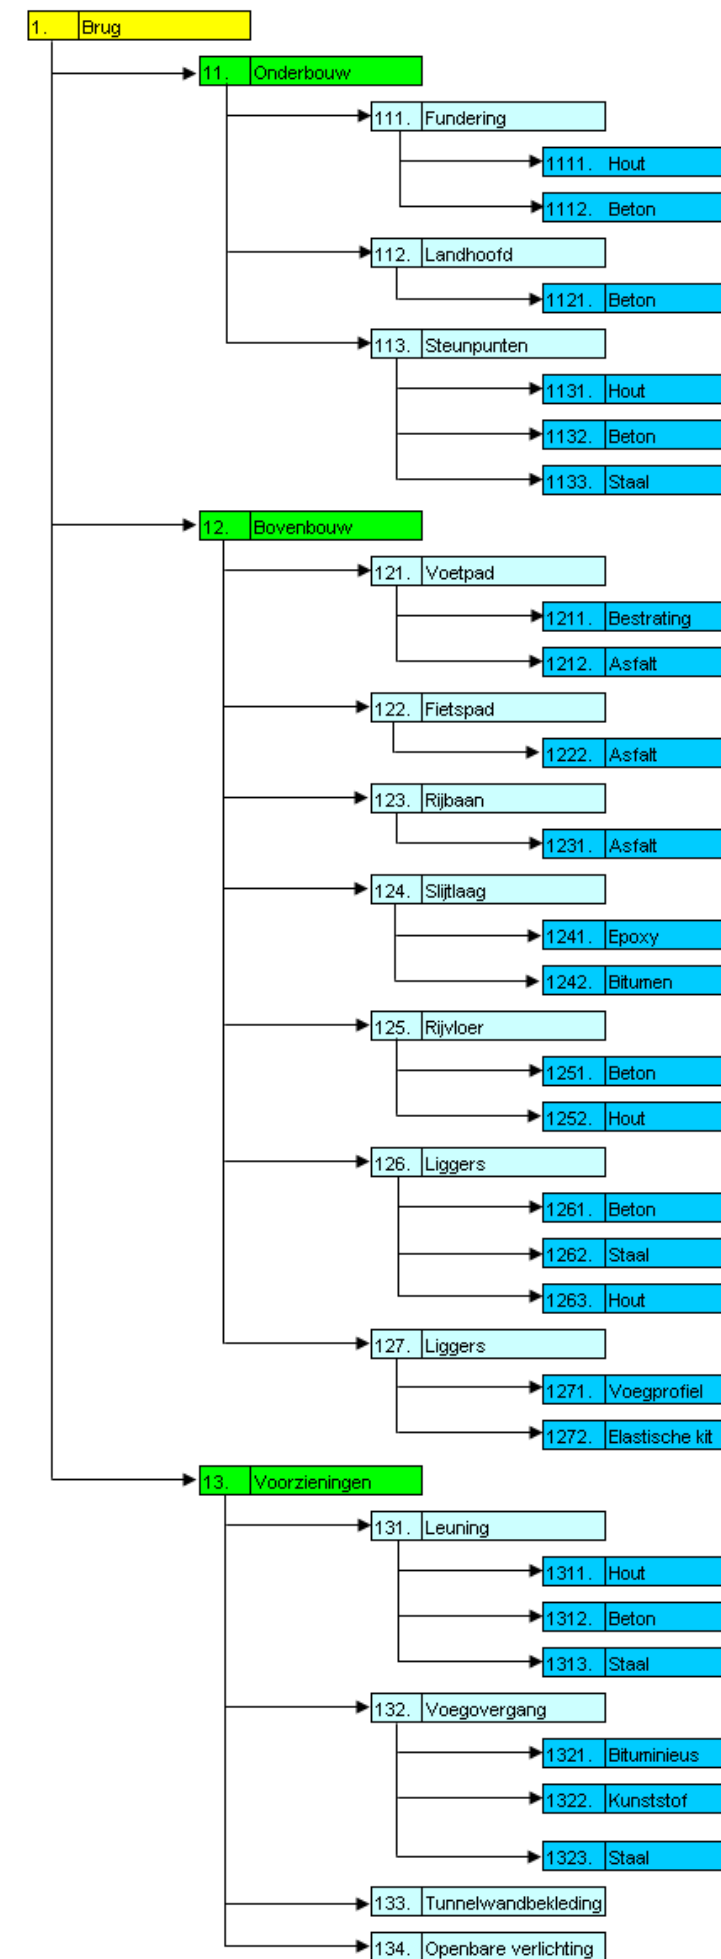 1. Brug
11. Onderbouw
111. Fundering
1111. Hout
1112. Beton
112. Landhoofd
1121. Beton
113. Steunpunten
1131. Hout
1132. Beton
1133. Staal
12. Bovenbouw
121. Voetpad
1211. Bestrating
1212. Asfalt
122. Fietspad
1222. Asfalt
123. Rijbaan
1231. Asfalt
124. Slijtlaag
1241. Epoxy
1242. Bitumen
125. Rijvloer
1251. Beton
1252. Hout
126. Liggers
1261. Beton
1262. Staal
1263. Hout
127. Liggers
1271. Voegprofiel
1272. Elastische kit
13. Voorzieningen
131. Leuning
1311. Hout
1312. Beton
1313. Staal
132. Voegovergang
1321. Bituminieus
1322. Kunststof
1323. Staal
133. Tunnelwandbekleding
134. Openbare verlichting